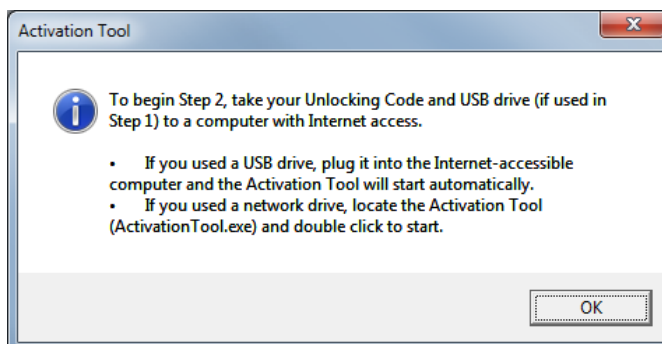 Activation Tool
To begin Step 2, take your Unlocking Code and USB drive (if used in
Step 1) to a computer with Internet access.
• If you used a USB drive, plug it into the Internet-accessible
computer and the Activation Tool will start automatically.
• If you used a network drive, locate the Activation Tool
(ActivationTool.exe) and double click to start.
OK